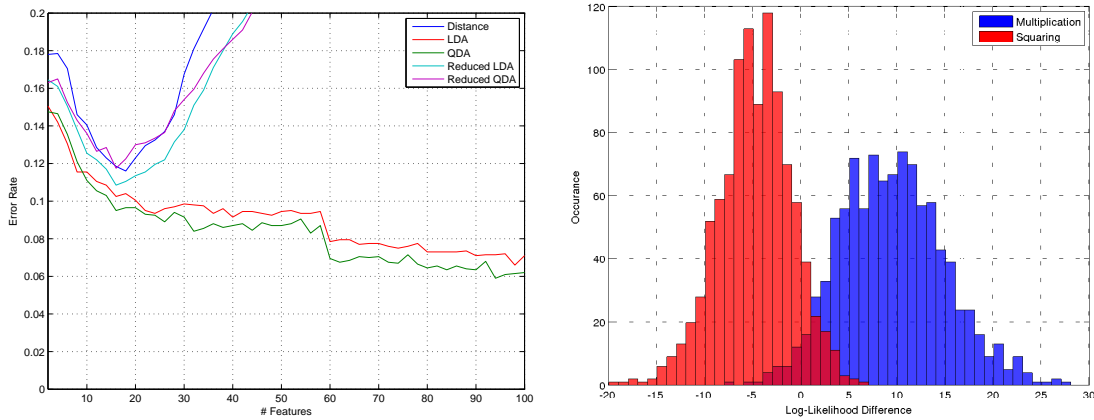 0.2
0.18
0.16
0.14
0.12
0.1
0.08
0.06
0.04
0.02
0
Error Rate
10 20 30 40 50 60 70 80 90 100
# Features
Distance
LDA
QDA
Reduced LDA
Reduced QDA
120
100
80
60
40
20
0
Occurance
-20 -15 -10 -5 0 5 10 15 20 25 30
Log-Likelihood Difference
Multiplication
Squaring